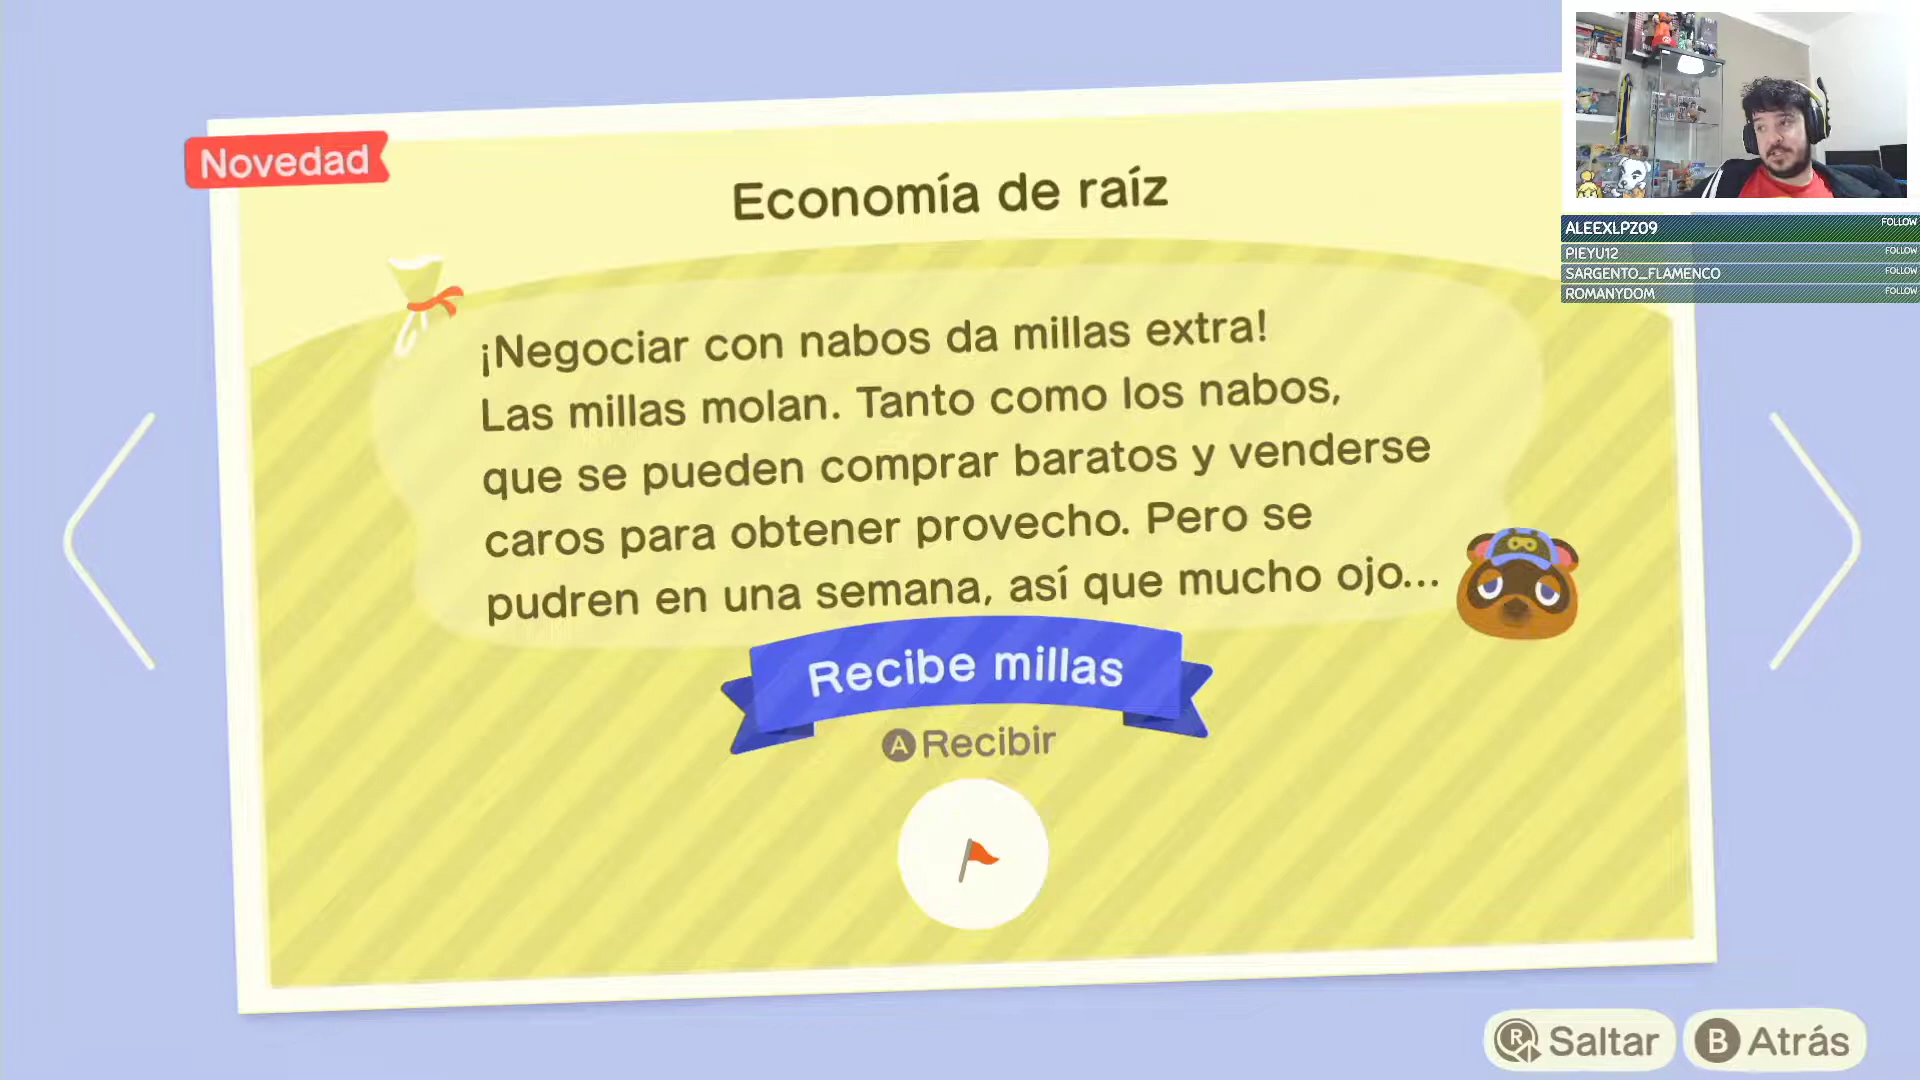 Novedad
Economía de raíz
¡Negociar con nabos da millas extra!
Las millas molan. Tanto como los nabos,
que se pueden comprar baratos y venderse
caros para obtener provecho. Pero se
pudren en una semana, así que mucho ojo...
Recibe millas
A Recibir
ALEEXLPZ09 FOLLOW
PIEYU12 FOLLOW
SARGENTO_FLAMENCO FOLLOW
ROMANYDOM FOLLOW
R Saltar
B Atrás